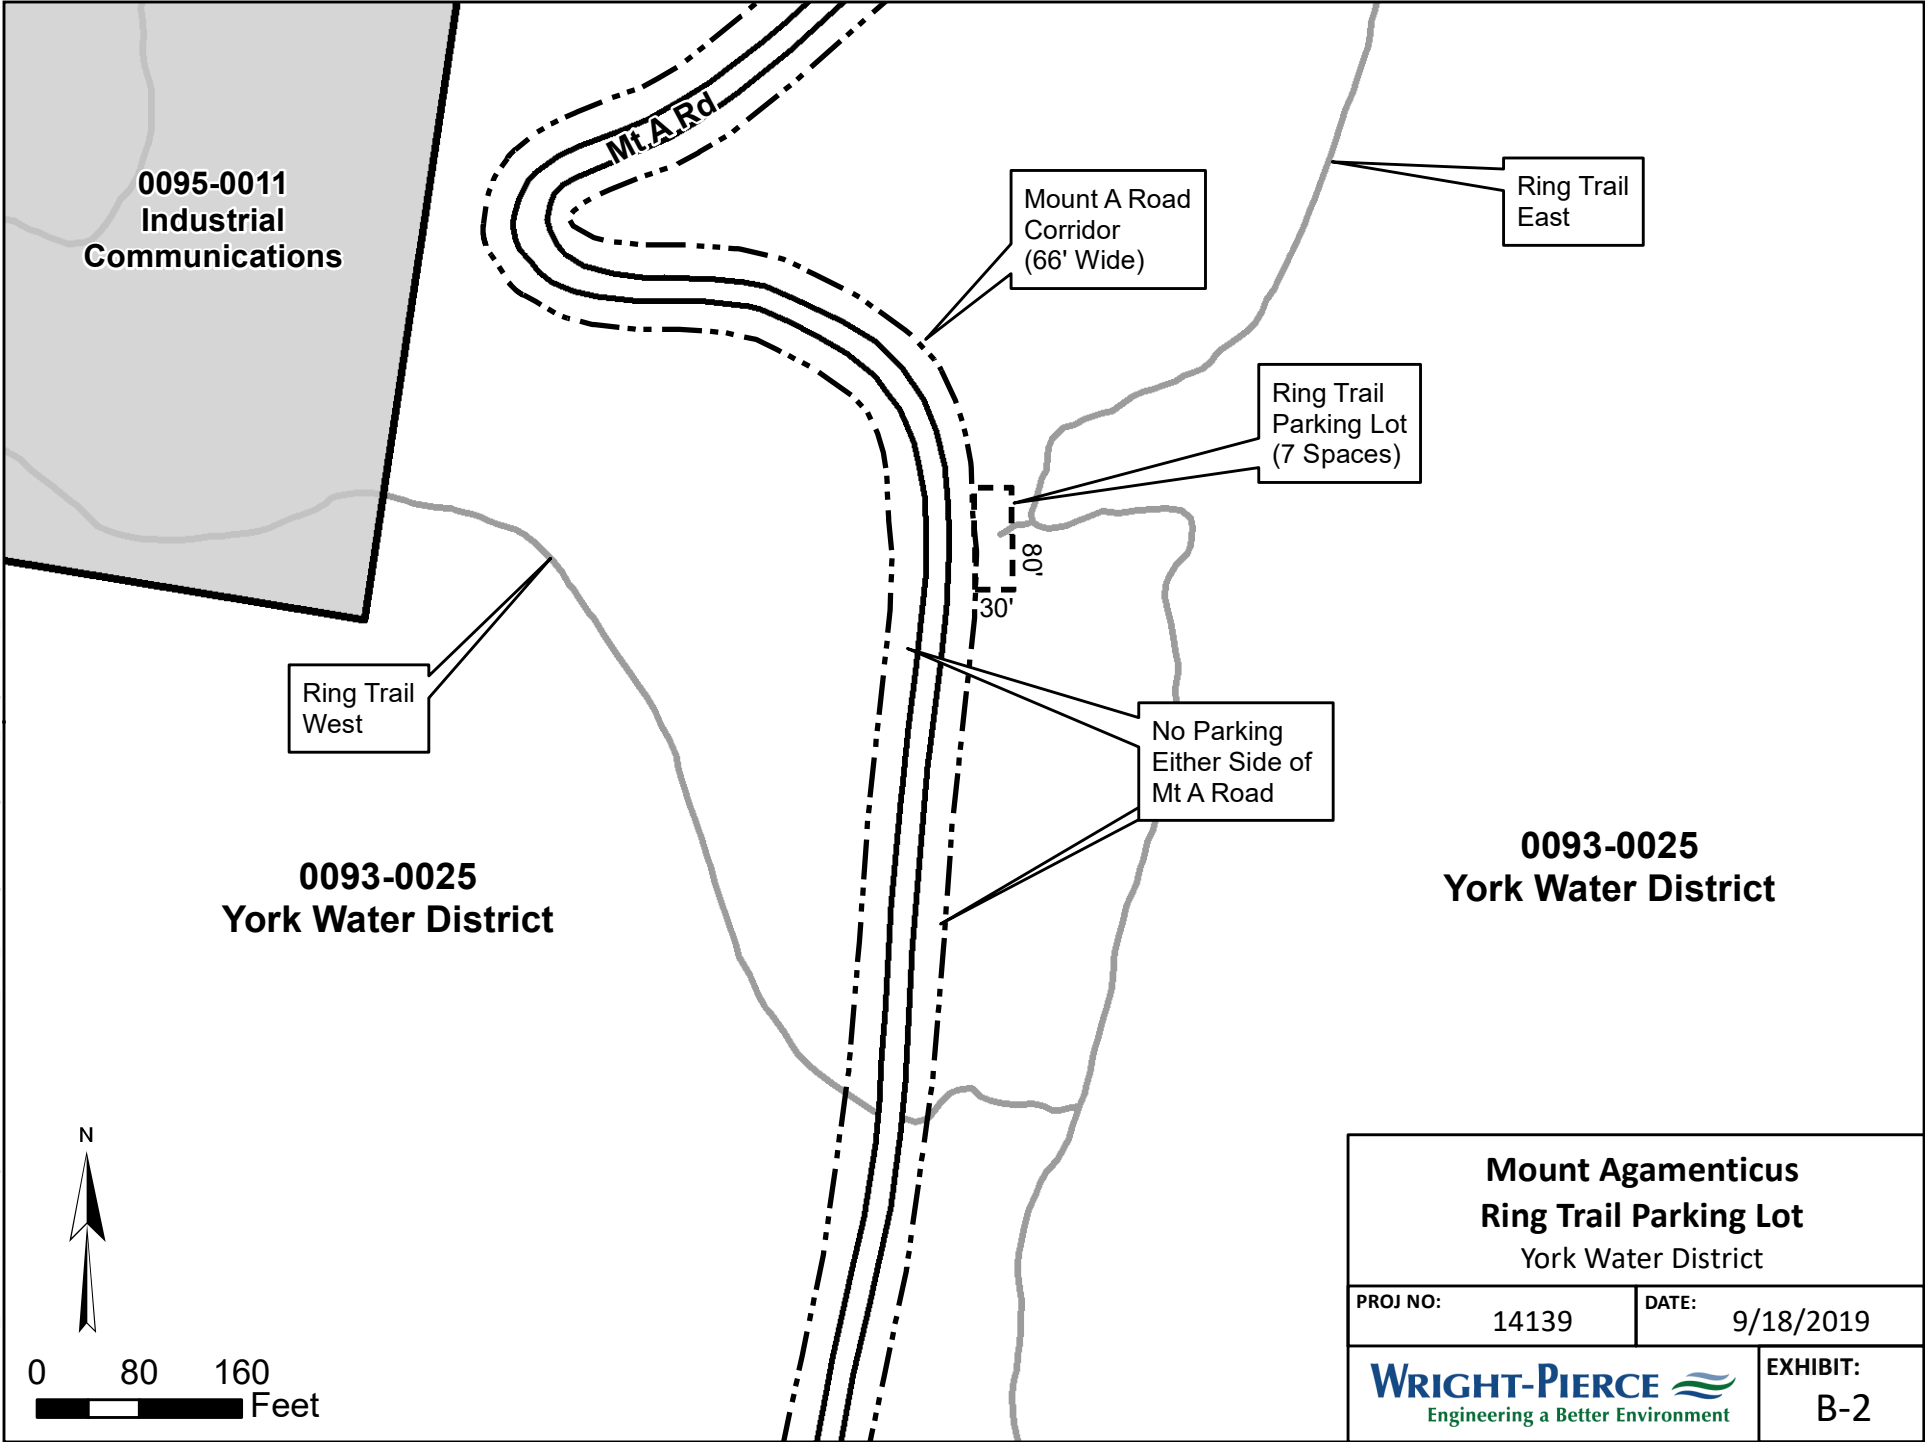 Mt A Rd
0095-0011
Industrial
Communications
Mount A Road
Corridor
(66' Wide)
Ring Trail
East
Ring Trail
Parking Lot
(7 Spaces)
80'
30'
Ring Trail
West
No Parking
Either Side of
Mt A Road
0093-0025
York Water District
0093-0025
York Water District
N
0 80 160
Feet
Mount Agamenticus
Ring Trail Parking Lot
York Water District
PROJ NO: 14139
DATE: 9/18/2019
WRIGHT-PIERCE
Engineering a Better Environment
EXHIBIT:
B-2